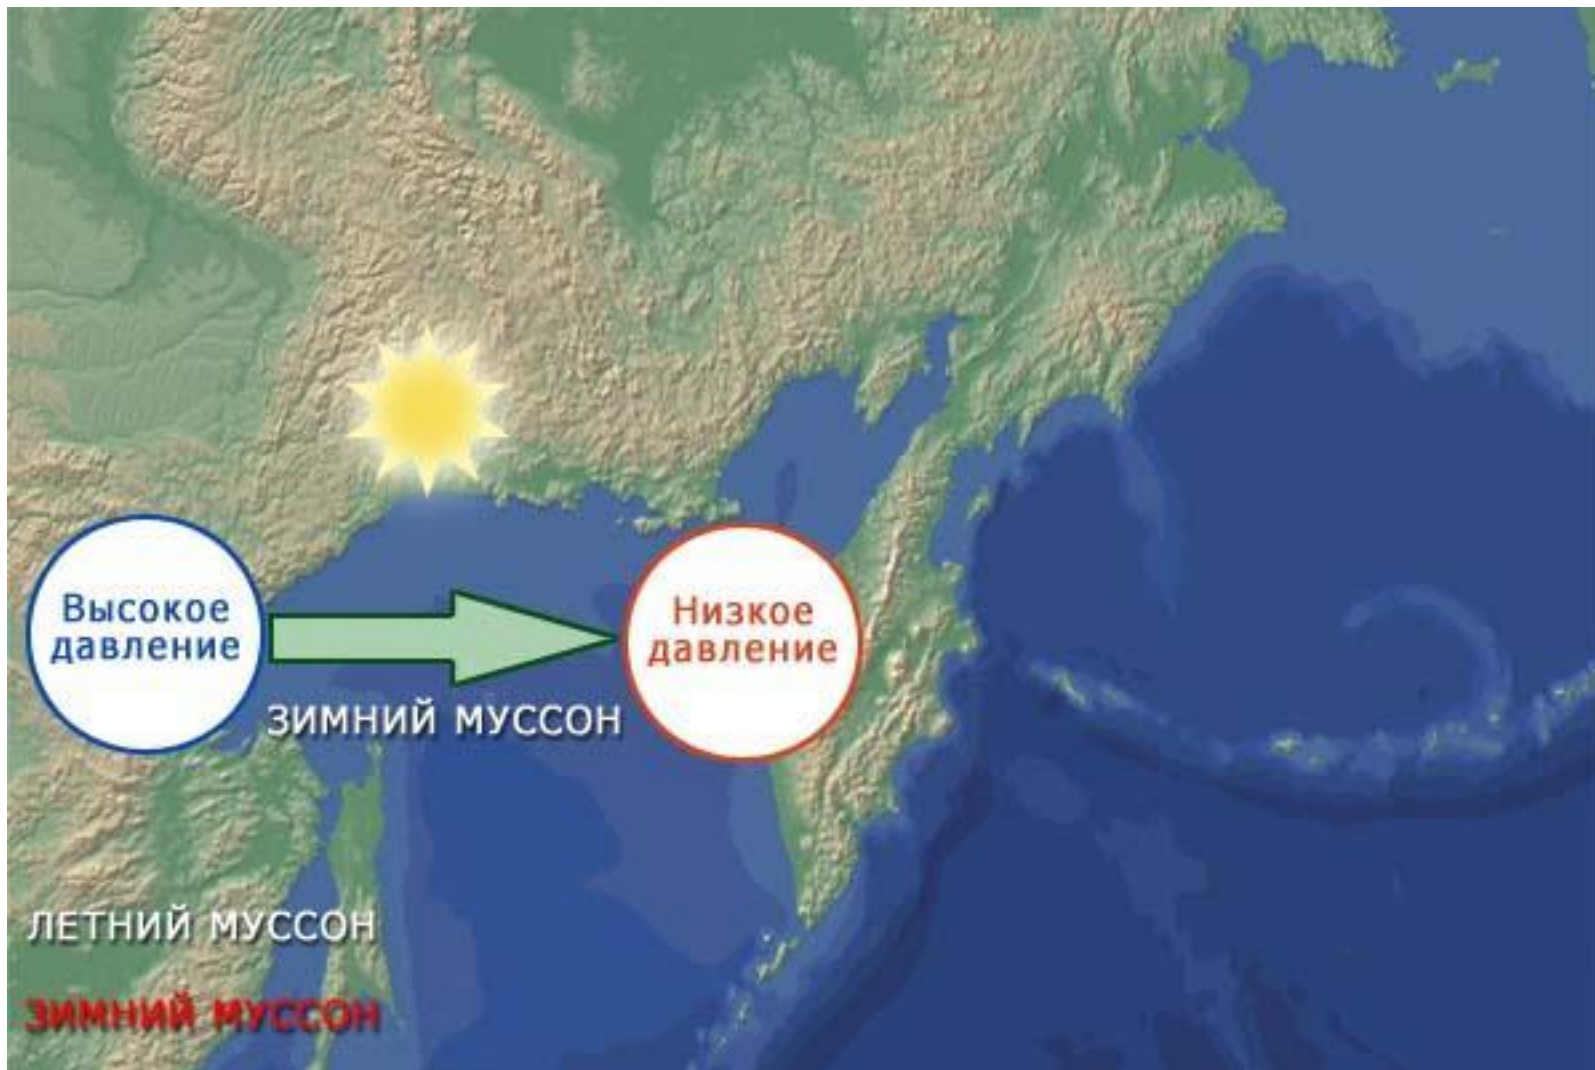 Высокое
давление
Низкое
давление
ЗИМНИЙ МУССОН
ЛЕТНИЙ МУССОН
ЗИМНИЙ МУССОН